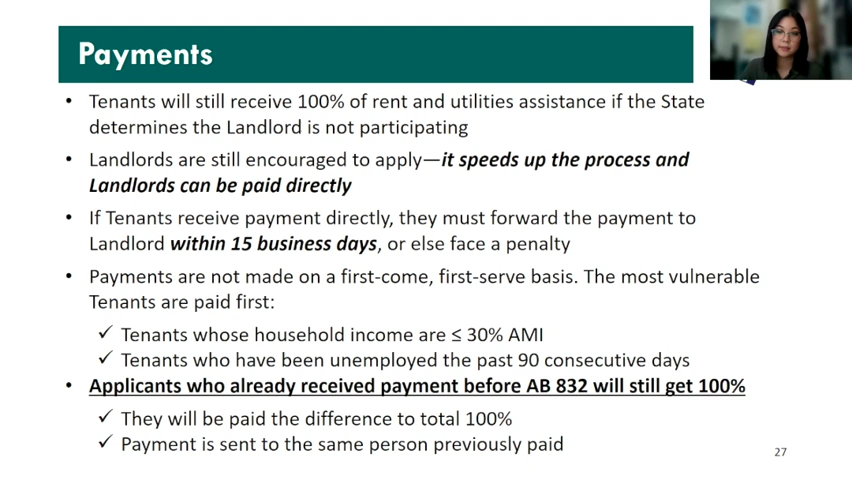 Payments
• Tenants will still receive 100% of rent and utilities assistance if the State
determines the Landlord is not participating
• Landlords are still encouraged to apply—it speeds up the process and
Landlords can be paid directly
• If Tenants receive payment directly, they must forward the payment to
Landlord within 15 business days, or else face a penalty
• Payments are not made on a first-come, first-serve basis. The most vulnerable
Tenants are paid first:
✓ Tenants whose household income are ≤ 30% AMI
✓ Tenants who have been unemployed the past 90 consecutive days
• Applicants who already received payment before AB 832 will still get 100%
✓ They will be paid the difference to total 100%
✓ Payment is sent to the same person previously paid
27